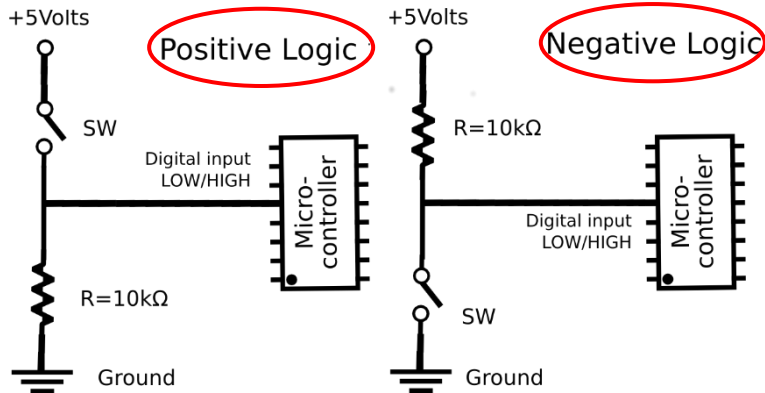 +5Volts
Positive Logic
SW
Digital input
LOW/HIGH
Micro-
controller
R=10kΩ
Ground
+5Volts
Negative Logic
R=10kΩ
Digital input
LOW/HIGH
Micro-
controller
SW
Ground